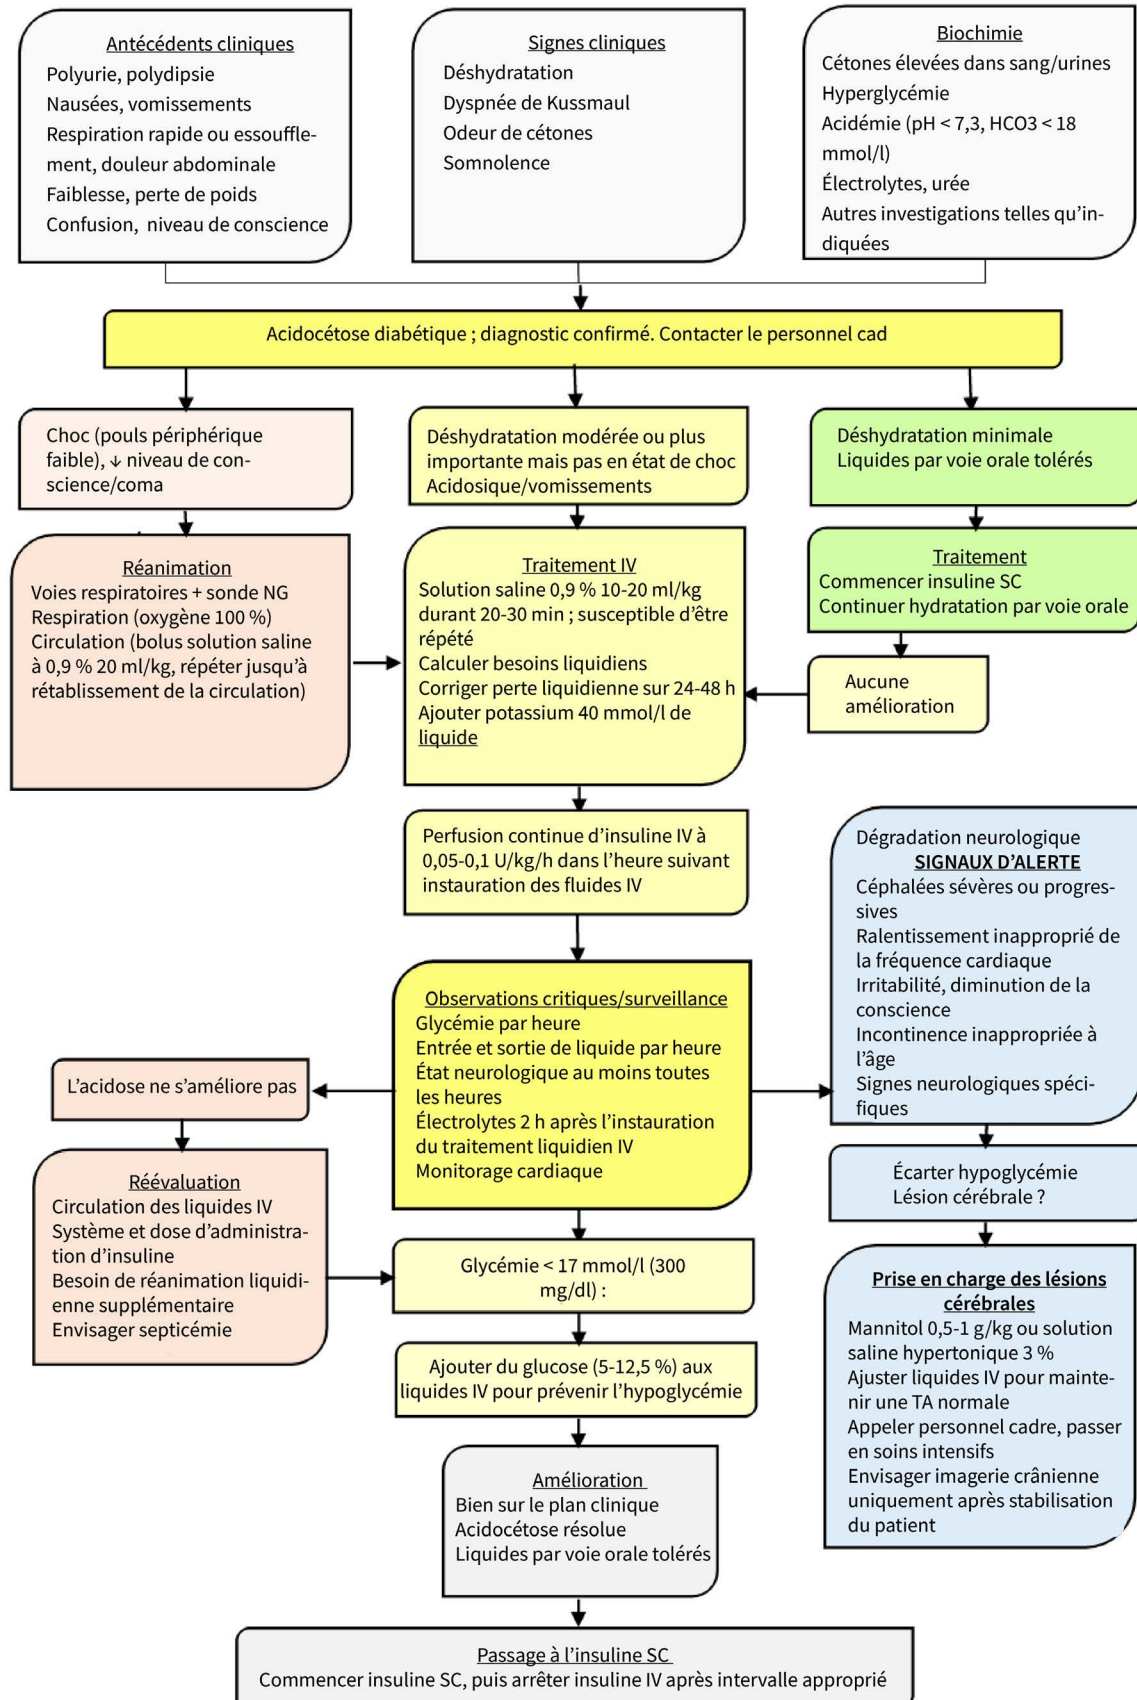 Antécédents cliniques
Polyurie, polydipsie
Nausées, vomissements
Respiration rapide ou essouffle-
ment, douleur abdominale
Faiblesse, perte de poids
Confusion, niveau de conscience
Signes cliniques
Déshydratation
Dyspnée de Kussmaul
Odeur de cétones
Somnolence
Biochimie
Cétones élevées dans sang/urines
Hyperglycémie
Acidémie (pH < 7,3, HCO3 < 18
mmol/l)
Électrolytes, urée
Autres investigations telles qu'in-
diquées
Acidocétose diabétique ; diagnostic confirmé. Contacter le personnel cad
Choc (pouls périphérique
faible), ↓ niveau de con-
science/coma
Déshydratation modérée ou plus
importante mais pas en état de choc
Acidosique/vomissements
Déshydratation minimale
Liquides par voie orale tolérés
Réanimation
Voies respiratoires + sonde NG
Respiration (oxygène 100 %)
Circulation (bolus solution saline
à 0,9 % 20 ml/kg, répéter jusqu'à
rétablissement de la circulation)
Traitement IV
Solution saline 0,9 % 10-20 ml/kg
durant 20-30 min ; susceptible d'être
répété
Calculer besoins liquidiens
Corriger perte liquidienne sur 24-48 h
Ajouter potassium 40 mmol/l de
liquide
Traitement
Commencer insuline SC
Continuer hydratation par voie orale
Aucune
amélioration
Perfusion continue d'insuline IV à
0,05-0,1 U/kg/h dans l'heure suivant
instauration des fluides IV
Dégradation neurologique
SIGNAUX D'ALERTE
Céphalées sévères ou progres-
sives
Ralentissement inapproprié de
la fréquence cardiaque
Irritabilité, diminution de la
conscience
Incontinence inappropriée à
l'âge
Signes neurologiques spéci-
fiques
Observations critiques/surveillance
Glycémie par heure
Entrée et sortie de liquide par heure
État neurologique au moins toutes
les heures
Électrolytes 2 h après l'instauration
du traitement liquidien IV
Monitorage cardiaque
L'acidose ne s'améliore pas
Réévaluation
Circulation des liquides IV
Système et dose d'administra-
tion d'insuline
Besoin de réanimation liquidi-
enne supplémentaire
Envisager septicémie
Écarter hypoglycémie
Lésion cérébrale ?
Glycémie < 17 mmol/l (300
mg/dl) :
Ajouter du glucose (5-12,5 %) aux
liquides IV pour prévenir l'hypoglycémie
Prise en charge des lésions
cérébrales
Mannitol 0,5-1 g/kg ou solution
saline hypertonique 3 %
Ajuster liquides IV pour mainte-
nir une TA normale
Appeler personnel cadre, passer
en soins intensifs
Envisager imagerie crânienne
uniquement après stabilisation
du patient
Amélioration
Bien sur le plan clinique
Acidocétose résolue
Liquides par voie orale tolérés
Passage à l'insuline SC
Commencer insuline SC, puis arrêter insuline IV après intervalle approprié